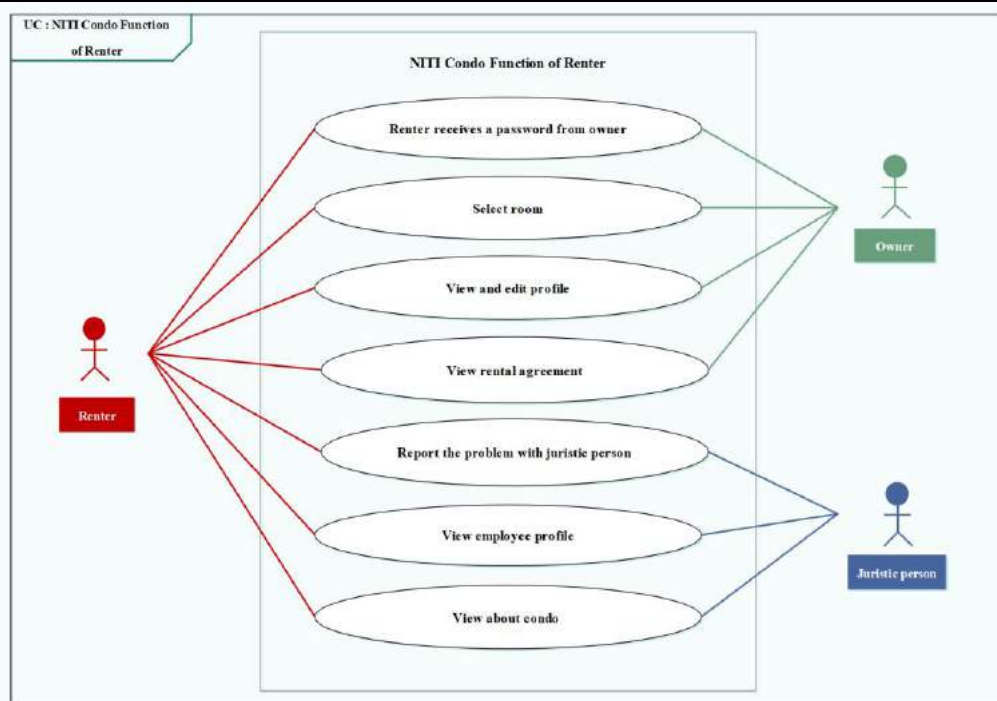 UC : NITI Condo Function
of Renter
NITI Condo Function of Renter
Renter receives a password from owner
Select room
View and edit profile
View rental agreement
Report the problem with juristic person
View employee profile
View about condo
Renter
Owner
Juristic person